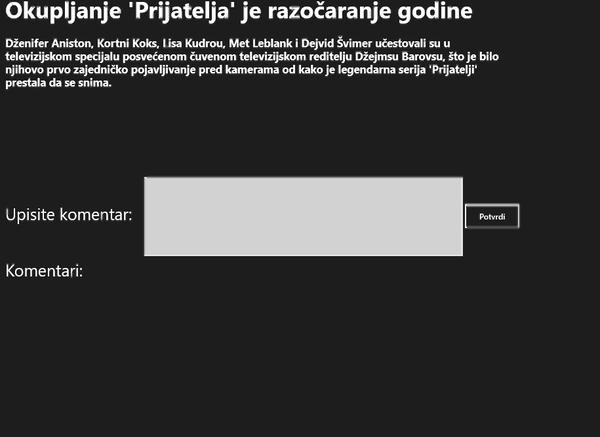 Okupljanje 'Prijatelja' je razočaranje godine
Dženifer Aniston, Kortni Koks, Lisa Kudrou, Met Leblank i Dejvid Švimer učestovali su u
televizijskom specijalu posvećenom čuvenom televizijskom reditelju Džejmsu Barovsu, što je bilo
njihovo prvo zajedničko pojavljivanje pred kamerama od kako je legendarna serija 'Prijatelji'
prestala da se snima.
Upisite komentar:
Potvrdi
Komentari: